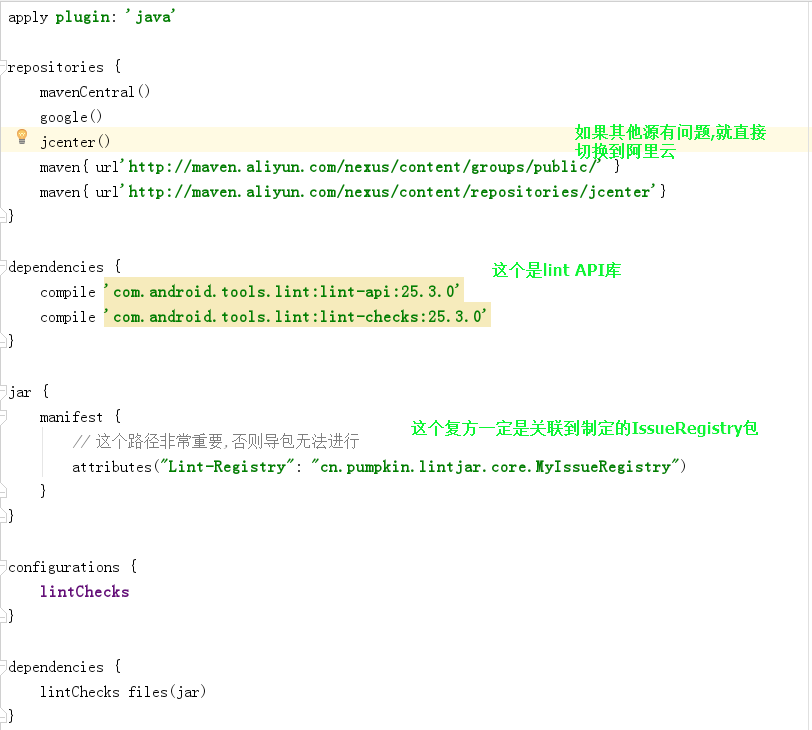 apply plugin: 'java'
repositories {
mavenCentral()
google()
jcenter()
如果其他源有问题,就直接
切换到阿里云
maven{ url'http://maven.aliyun.com/nexus/content/groups/public/' }
maven{ url'http://maven.aliyun.com/nexus/content/repositories/jcenter'}
}
dependencies {
这个是lint API库
compile 'com.android.tools.lint:lint-api:25.3.0'
compile 'com.android.tools.lint:lint-checks:25.3.0'
}
jar {
manifest {
这个复方一定是关联到制定的IssueRegistry包
// 这个路径非常重要,否则导包无法进行
attributes("Lint-Registry": "cn.pumpkin.lintjar.core.MyIssueRegistry")
}
}
configurations {
lintChecks
}
dependencies {
lintChecks files(jar)
}